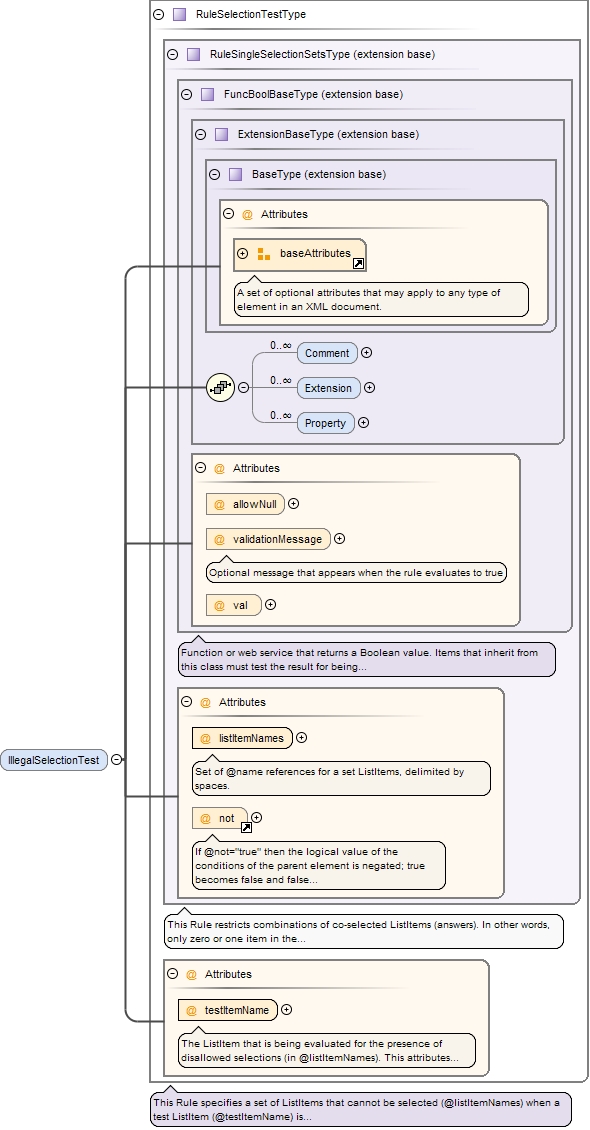 RuleSelectionTestType
RuleSingleSelectionSetsType (extension base)
FuncBoolBaseType (extension base)
ExtensionBaseType (extension base)
BaseType (extension base)
@ Attributes
baseAttributes
A set of optional attributes that may apply to any type of
element in an XML document.
0..∞
Comment
0..∞
Extension
0..∞
Property
@ Attributes
@ allowNull
@ validationMessage
Optional message that appears when the rule evaluates to true
@ val
Function or web service that returns a Boolean value. Items that inherit from
this class must test the result for being...
@ Attributes
@ listItemNames
Set of @name references for a set ListItems, delimited by
spaces.
IllegalSelectionTest
@ not
If @not="true" then the logical value of the
conditions of the parent element is negated; true
becomes false and false...
This Rule restricts combinations of co-selected ListItems (answers). In other words,
only zero or one item in the...
@ Attributes
@ testItemName
The ListItem that is being evaluated for the presence of
disallowed selections (in @listItemNames). This attributes...
This Rule specifies a set of ListItems that cannot be selected (@listItemNames) when a
test ListItem (@testItemName) is...